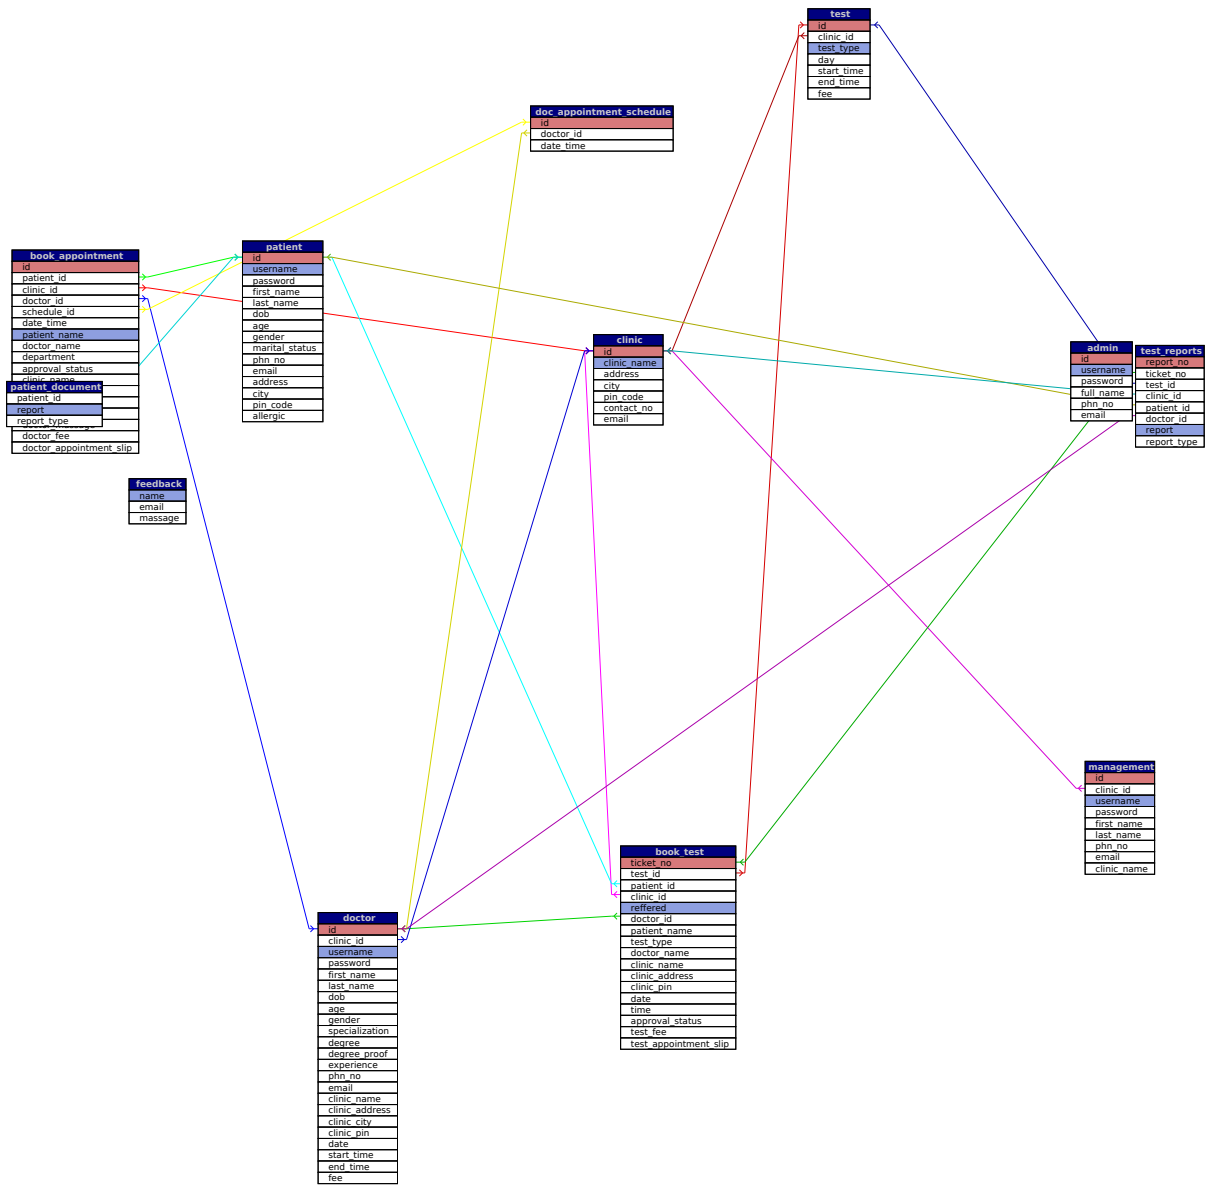 test
id
clinic_id
test_type
day
start_time
end_time
fee
doc_appointment_schedule
id
doctor_id
date_time
book_appointment
id
patient_id
clinic_id
doctor_id
schedule_id
date_time
patient_name
doctor_name
department
approval_status
clinic_name
patient_document
patient_id
report
report_type
doctor_fee
doctor_appointment_slip
patient
id
username
password
first_name
last_name
dob
age
gender
marital_status
phn_no
email
address
city
pin_code
allergic
clinic
id
clinic_name
address
city
pin_code
contact_no
email
admin
id
username
password
full_name
phn_no
email
test_reports
report_no
ticket_no
test_id
clinic_id
patient_id
doctor_id
report
report_type
feedback
name
email
massage
management
id
clinic_id
username
password
first_name
last_name
phn_no
email
clinic_name
book_test
ticket_no
test_id
patient_id
clinic_id
reffered
doctor_id
patient_name
test_type
doctor_name
clinic_name
clinic_address
clinic_pin
date
time
approval_status
test_fee
test_appointment_slip
doctor
id
clinic_id
username
password
first_name
last_name
dob
age
gender
specialization
degree
degree_proof
experience
phn_no
email
clinic_name
clinic_address
clinic_city
clinic_pin
date
start_time
end_time
fee